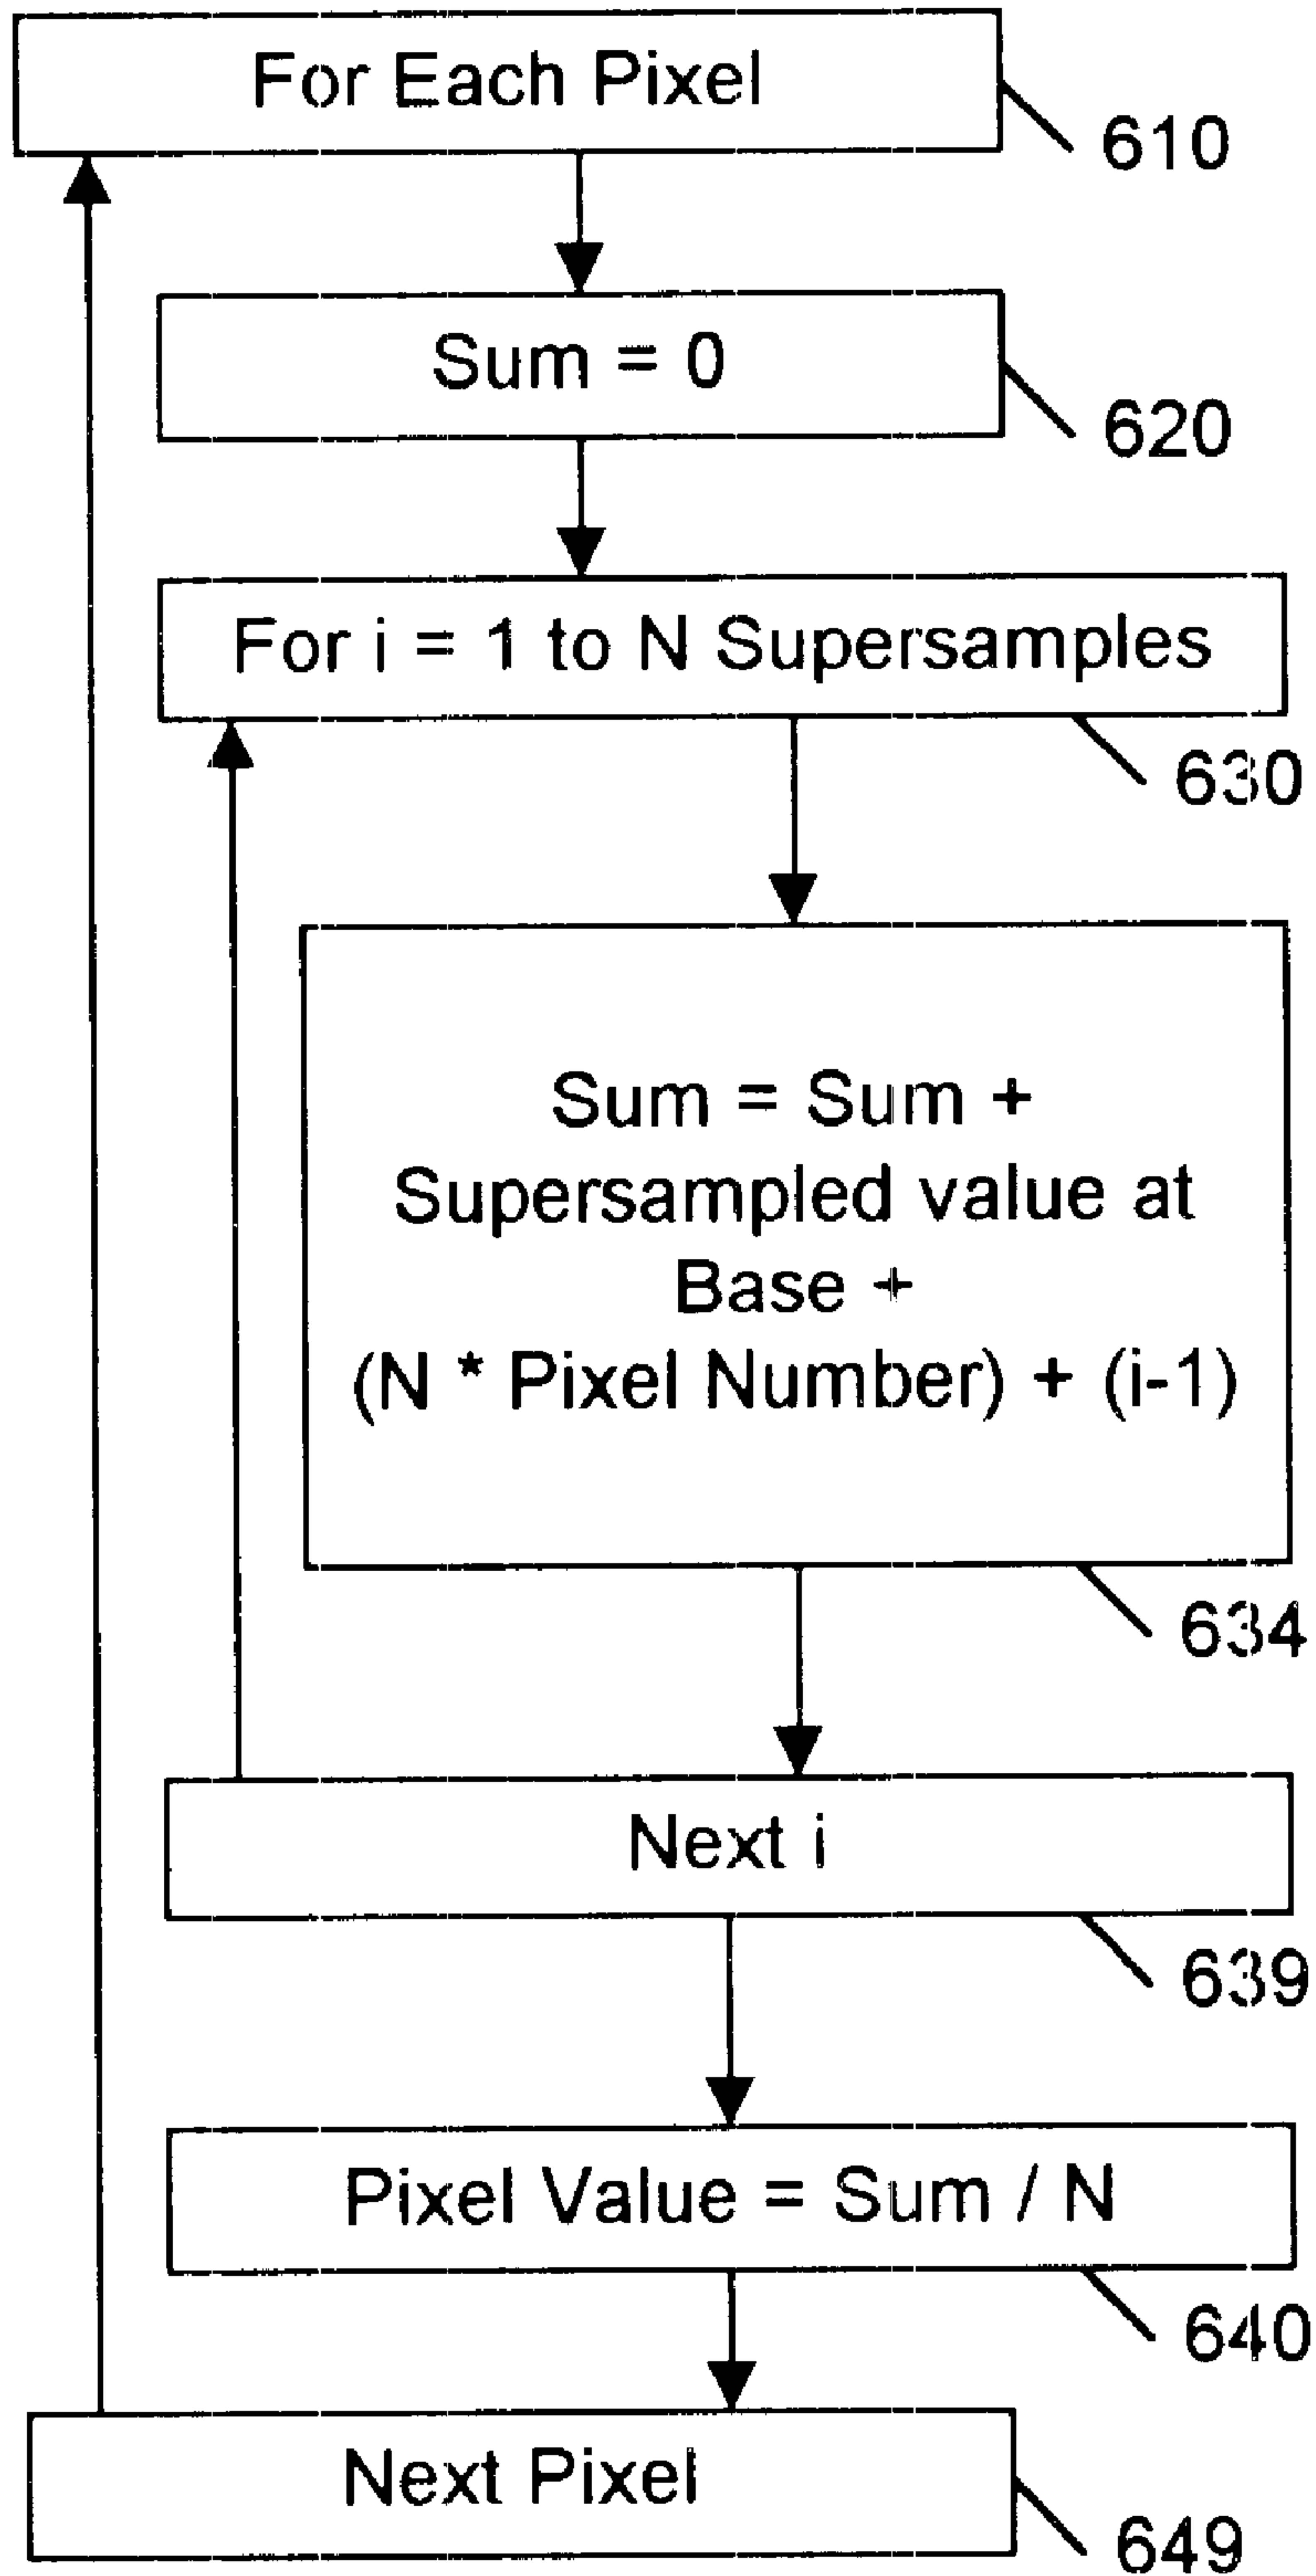 For Each Pixel
610
Sum = 0
620
For i = 1 to N Supersamples
630
Sum = Sum +
Supersampled value at
Base +
(N * Pixel Number) + (i-1)
634
Next i
639
Pixel Value = Sum / N
640
Next Pixel
649